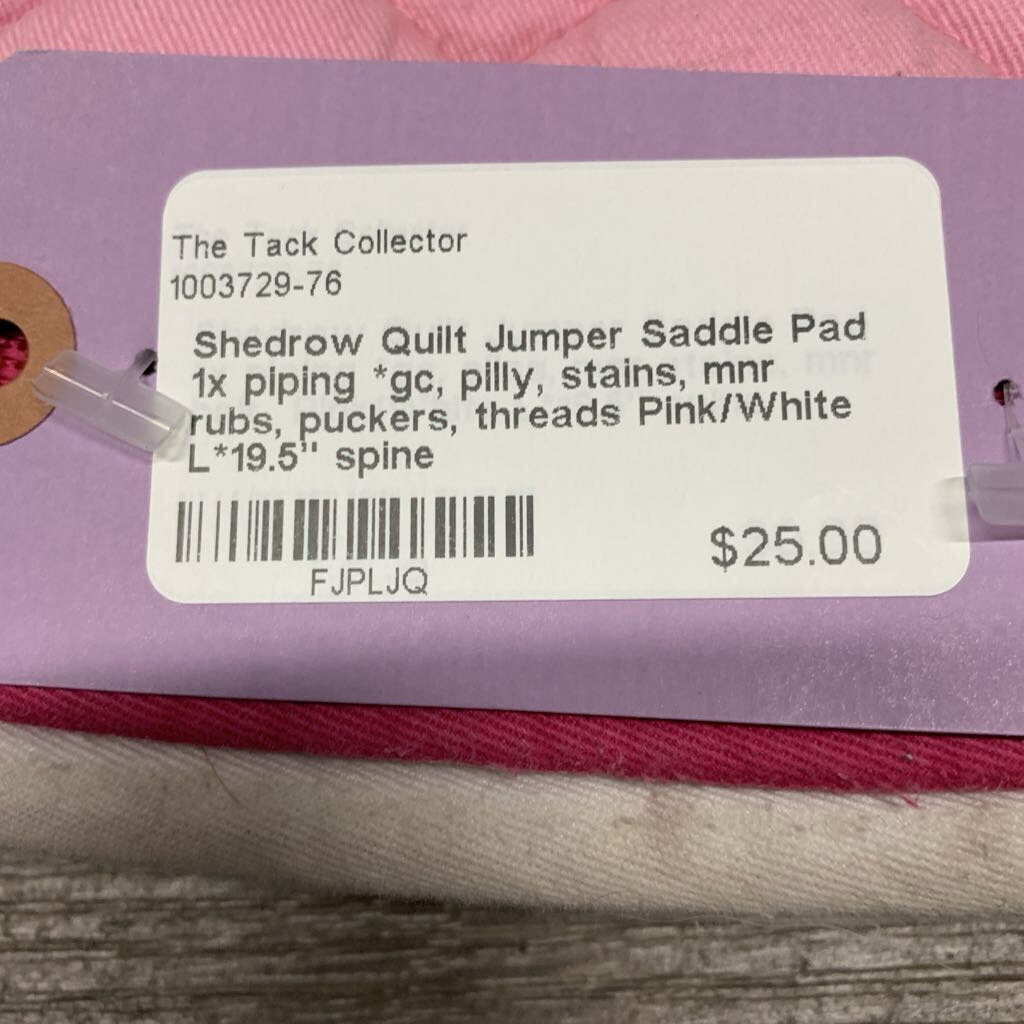 The Tack Collector
1003729-76
Shedrow Quilt Jumper Saddle Pad
1x piping *gc, pilly, stains, mnr
rubs, puckers, threads Pink/White
L*19.5" spine
FJPLJQ
$25.00